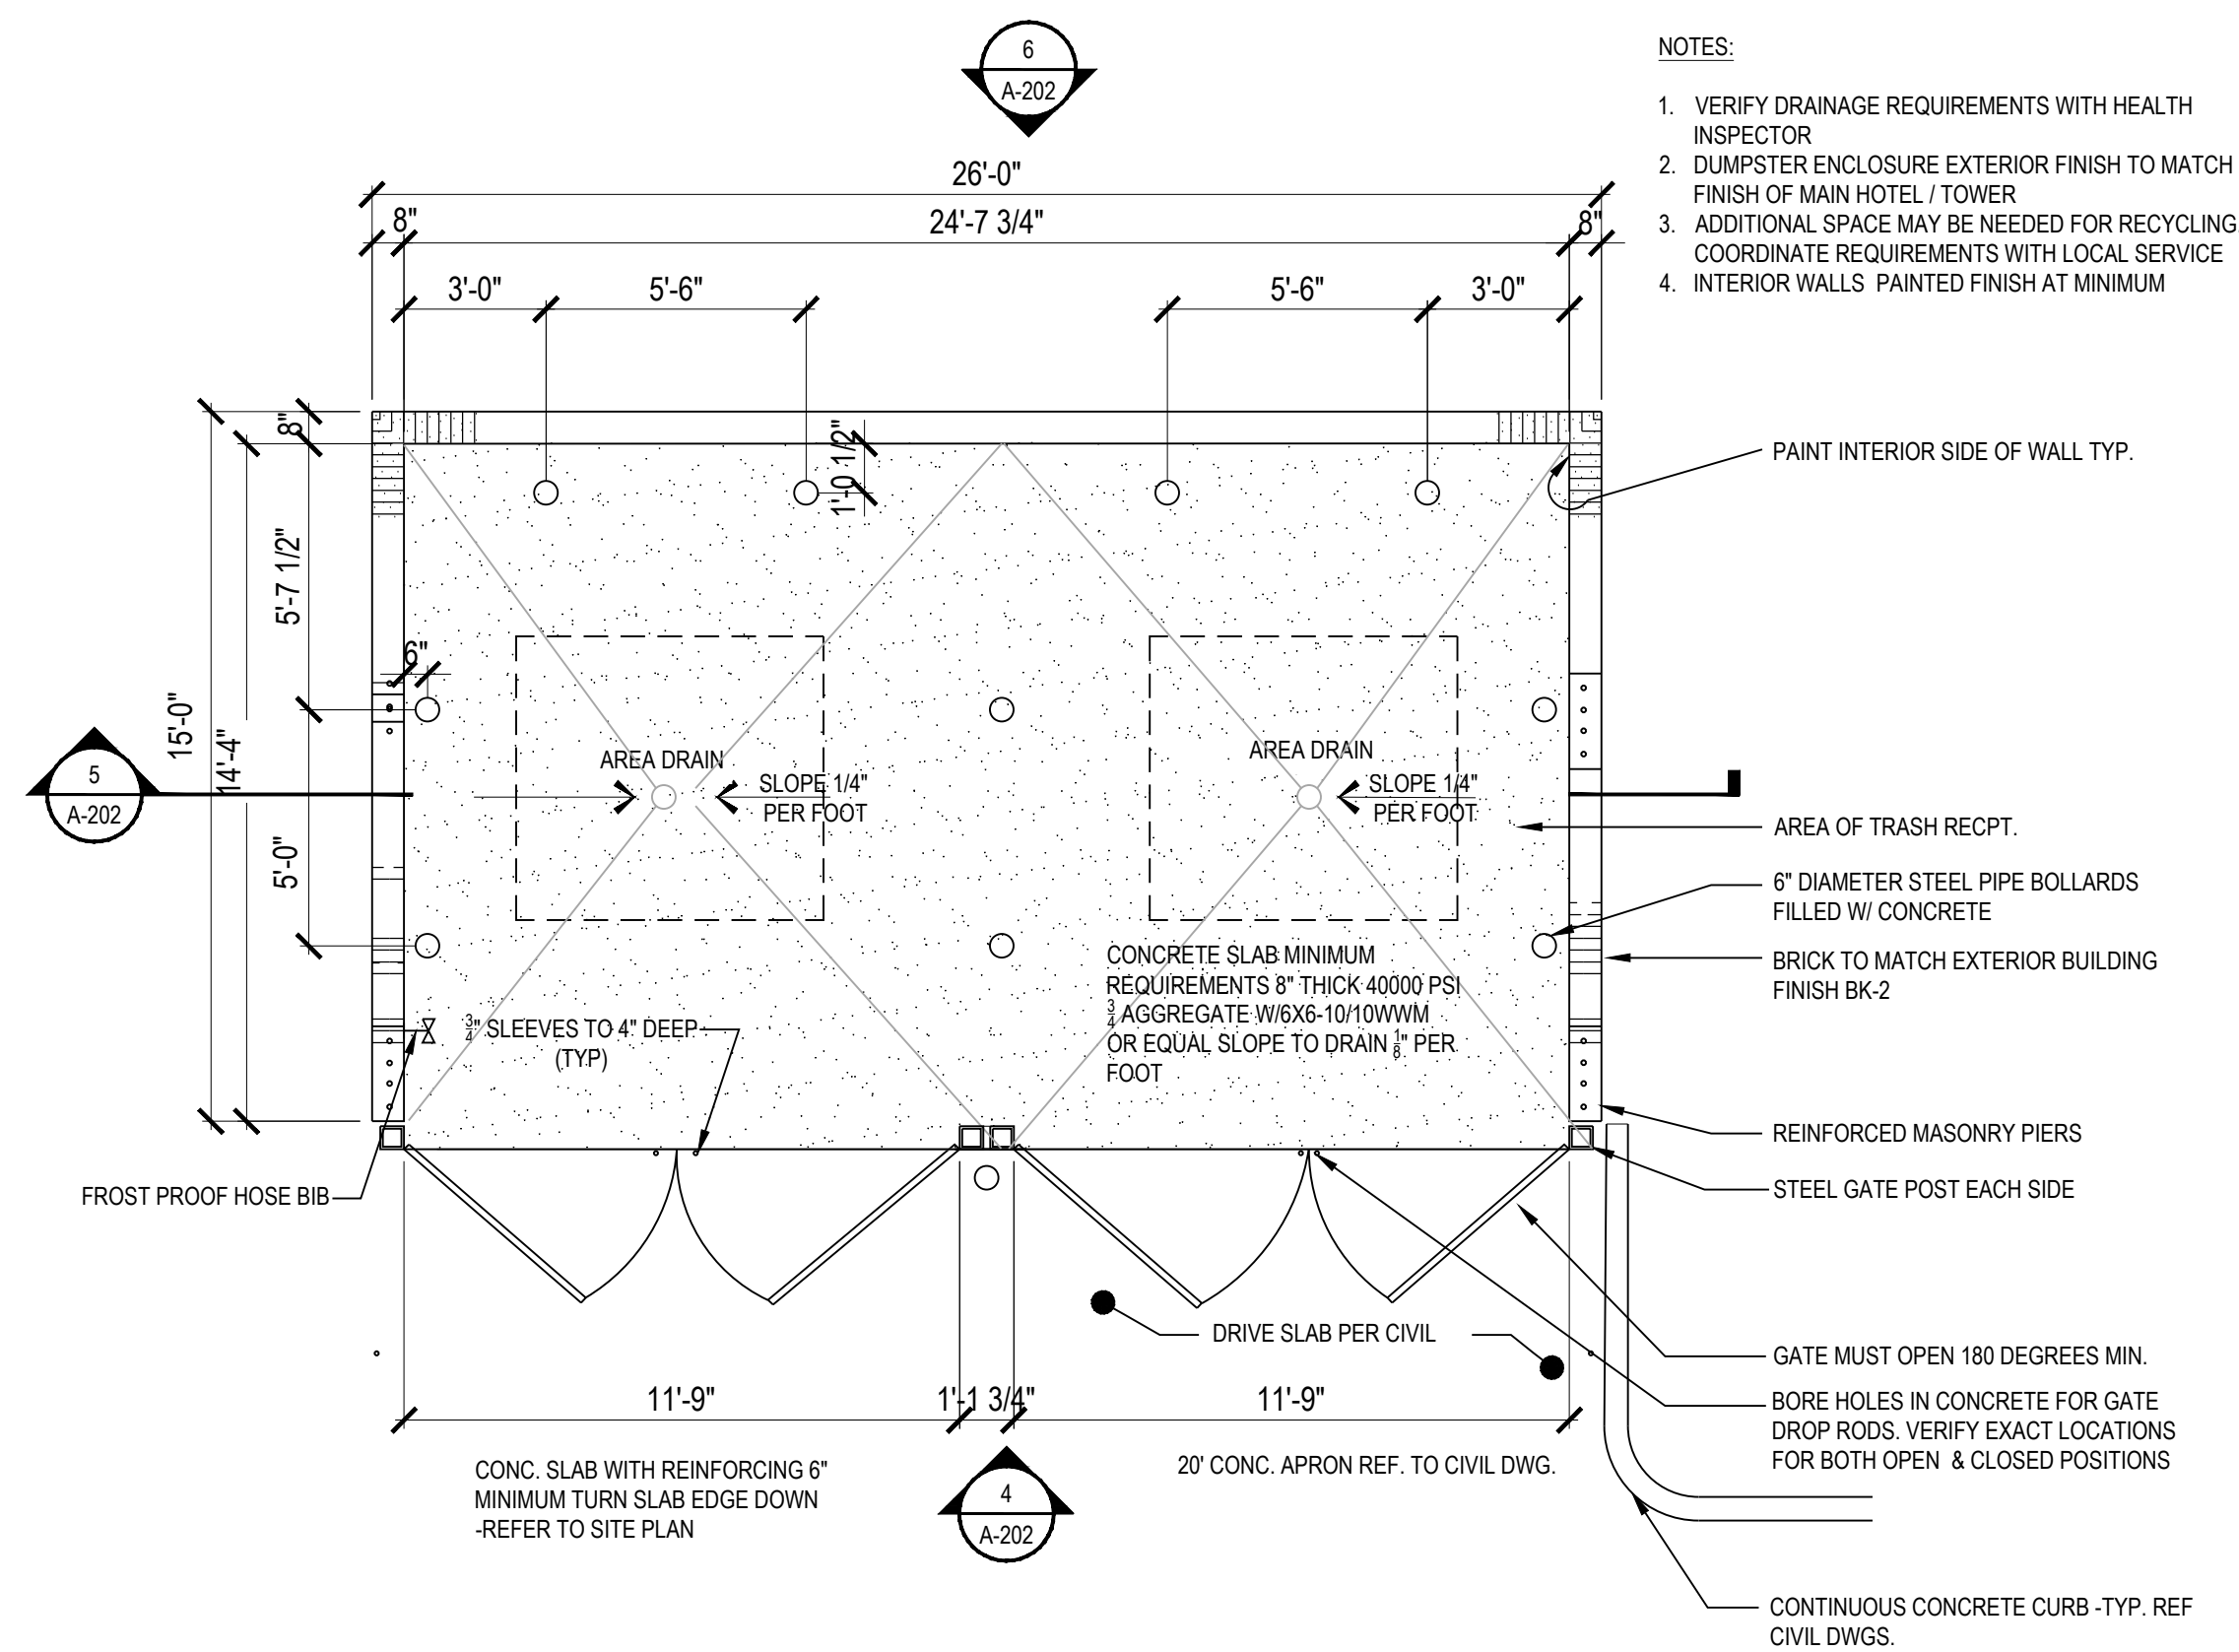 6
A-202
NOTES:
1. VERIFY DRAINAGE REQUIREMENTS WITH HEALTH
INSPECTOR
2. DUMPSTER ENCLOSURE EXTERIOR FINISH TO MATCH
FINISH OF MAIN HOTEL / TOWER
3. ADDITIONAL SPACE MAY BE NEEDED FOR RECYCLING
COORDINATE REQUIREMENTS WITH LOCAL SERVICE
4. INTERIOR WALLS PAINTED FINISH AT MINIMUM
26'-0"
8"
24'-7 3/4"
8"
3'-0"
5'-6"
5'-6"
3'-0"
8"
1'-0 1/2"
5'-7 1/2"
6"
15'-0"
14'-4"
5'-0"
5
A-202
AREA DRAIN
SLOPE 1/4"
PER FOOT
AREA DRAIN
SLOPE 1/4"
PER FOOT
PAINT INTERIOR SIDE OF WALL TYP.
AREA OF TRASH RECPT.
6" DIAMETER STEEL PIPE BOLLARDS
FILLED W/ CONCRETE
BRICK TO MATCH EXTERIOR BUILDING
FINISH BK-2
CONCRETE SLAB MINIMUM
REQUIREMENTS 8" THICK 40000 PSI
3/4 AGGREGATE W/6X6-10/10WWM
OR EQUAL SLOPE TO DRAIN 1/8" PER
FOOT
3/4" SLEEVES TO 4" DEEP
(TYP)
REINFORCED MASONRY PIERS
FROST PROOF HOSE BIB
STEEL GATE POST EACH SIDE
DRIVE SLAB PER CIVIL
GATE MUST OPEN 180 DEGREES MIN.
BORE HOLES IN CONCRETE FOR GATE
DROP RODS. VERIFY EXACT LOCATIONS
FOR BOTH OPEN & CLOSED POSITIONS
11'-9"
1'-1 3/4"
11'-9"
CONC. SLAB WITH REINFORCING 6"
MINIMUM TURN SLAB EDGE DOWN
-REFER TO SITE PLAN
4
A-202
20' CONC. APRON REF. TO CIVIL DWG.
CONTINUOUS CONCRETE CURB -TYP. REF
CIVIL DWGS.